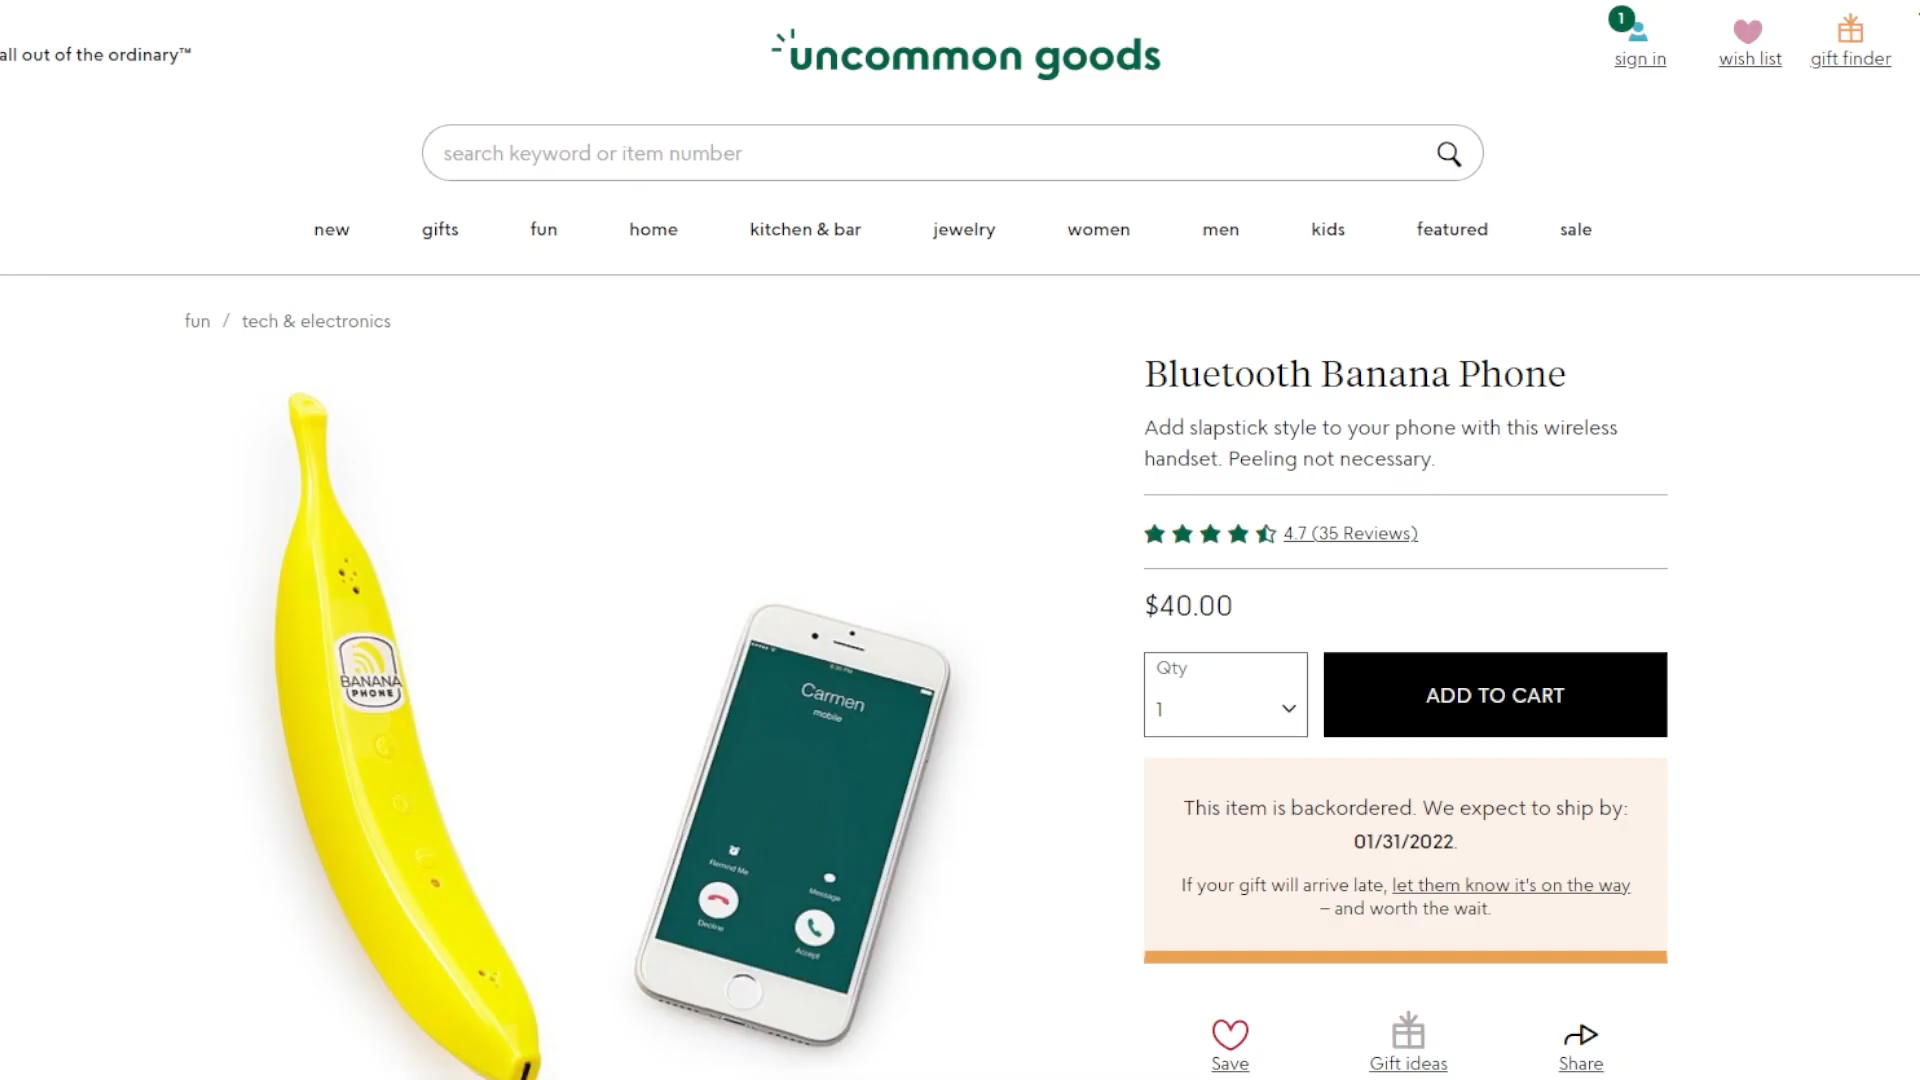 all out of the ordinary™
uncommon goods
1
sign in
wish list
gift finder
search keyword or item number
new gifts fun home kitchen & bar jewelry women men kids featured sale
fun / tech & electronics
Bluetooth Banana Phone
Add slapstick style to your phone with this wireless
handset. Peeling not necessary.
4.7 (35 Reviews)
$40.00
Qty
1
ADD TO CART
This item is backordered. We expect to ship by:
01/31/2022.
If your gift will arrive late, let them know it's on the way
– and worth the wait.
Save
Gift ideas
Share
BANANA
PHONE
Carmen
mobile
Remind Me
Message
Decline
Accept